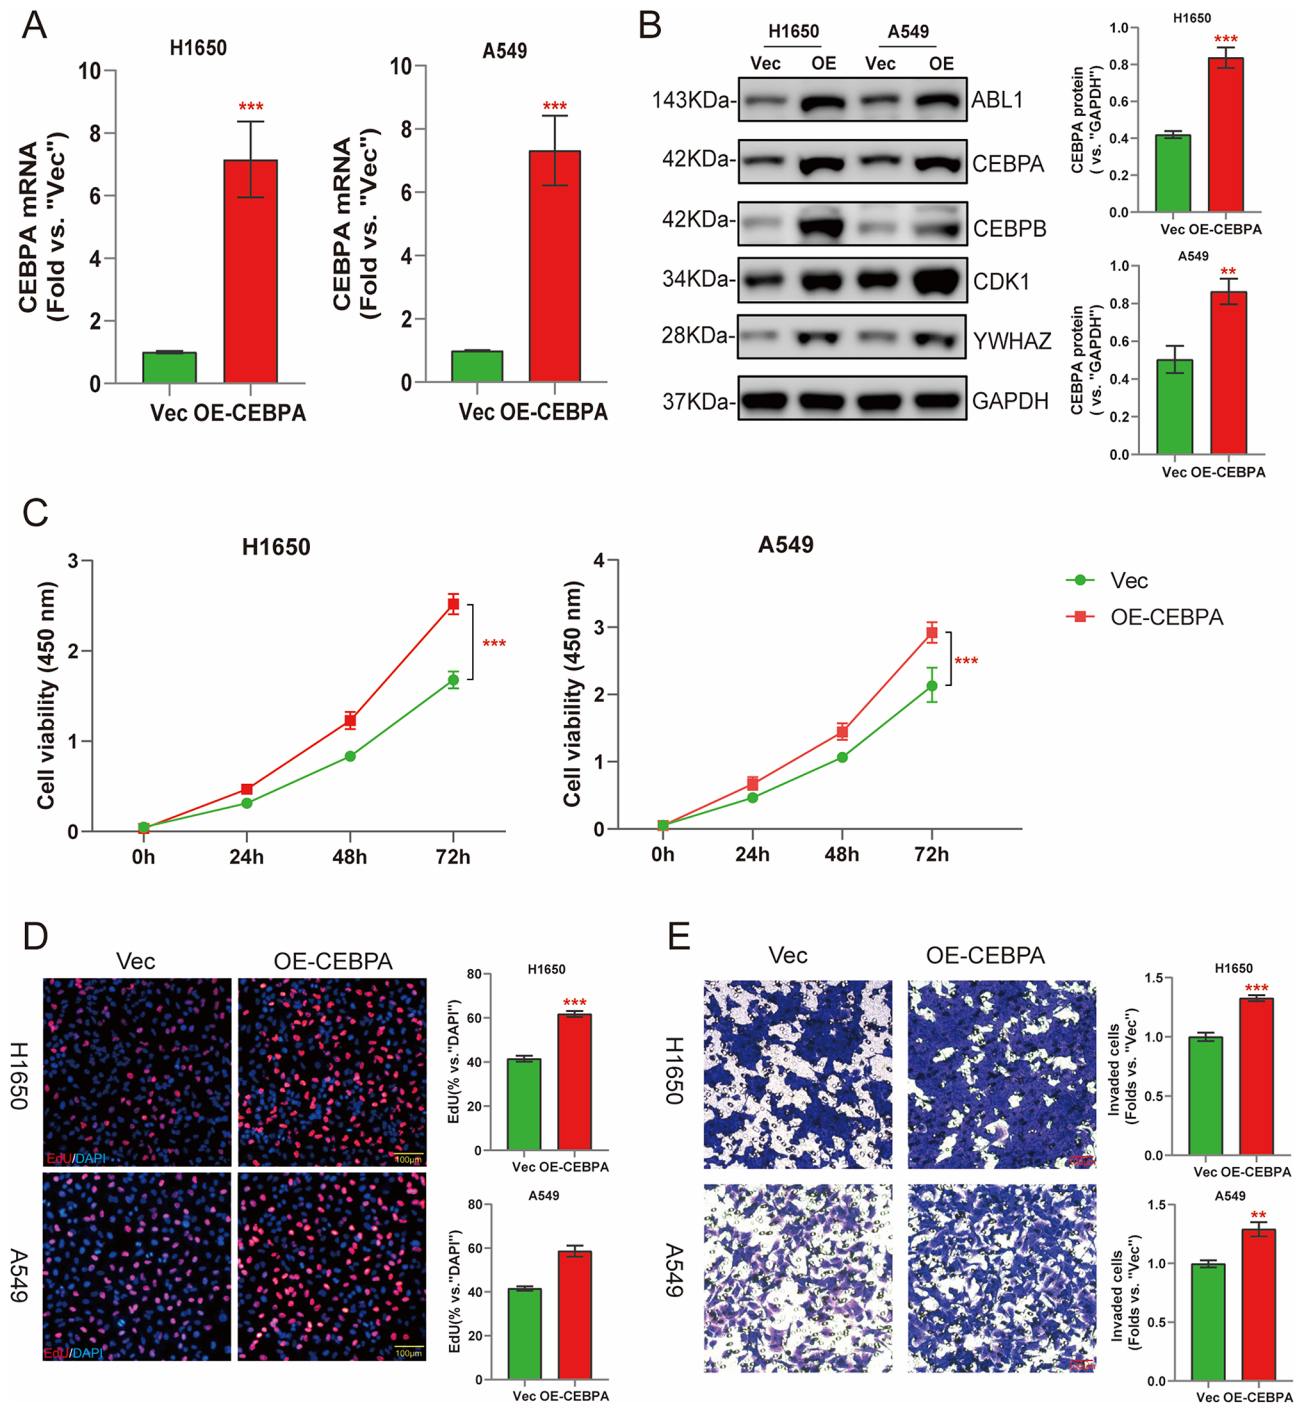 A
H1650
CEBPA mRNA
(Fold vs. "Vec")
10
8
6
4
2
0
***
Vec OE-CEBPA
A549
CEBPA mRNA
(Fold vs. "Vec")
10
8
6
4
2
0
***
Vec OE-CEBPA
B
H1650 A549
Vec OE Vec OE
143KDa- ABL1
42KDa- CEBPA
42KDa- CEBPB
34KDa- CDK1
28KDa- YWHAZ
37KDa- GAPDH
H1650
CEBPA protein
( vs. "GAPDH")
1.0
0.8
0.6
0.4
0.2
0.0
***
Vec OE-CEBPA
A549
CEBPA protein
( vs. "GAPDH")
1.0
0.8
0.6
0.4
0.2
0.0
**
Vec OE-CEBPA
C
H1650
Cell viability (450 nm)
3
2
1
0
0h 24h 48h 72h
***
A549
Cell viability (450 nm)
4
3
2
1
0
0h 24h 48h 72h
***
Vec
OE-CEBPA
D
Vec OE-CEBPA
H1650
EdU/DAPI
100μm
A549
EdU/DAPI
100μm
H1650
EdU(% vs."DAPI")
80
60
40
20
0
***
Vec OE-CEBPA
A549
EdU(% vs."DAPI")
80
60
40
20
0
Vec OE-CEBPA
E
Vec OE-CEBPA
H1650
A549
H1650
Invaded cells
(Folds vs. "Vec")
1.5
1.0
0.5
0.0
***
Vec OE-CEBPA
A549
Invaded cells
(Folds vs. "Vec")
1.5
1.0
0.5
0.0
**
Vec OE-CEBPA